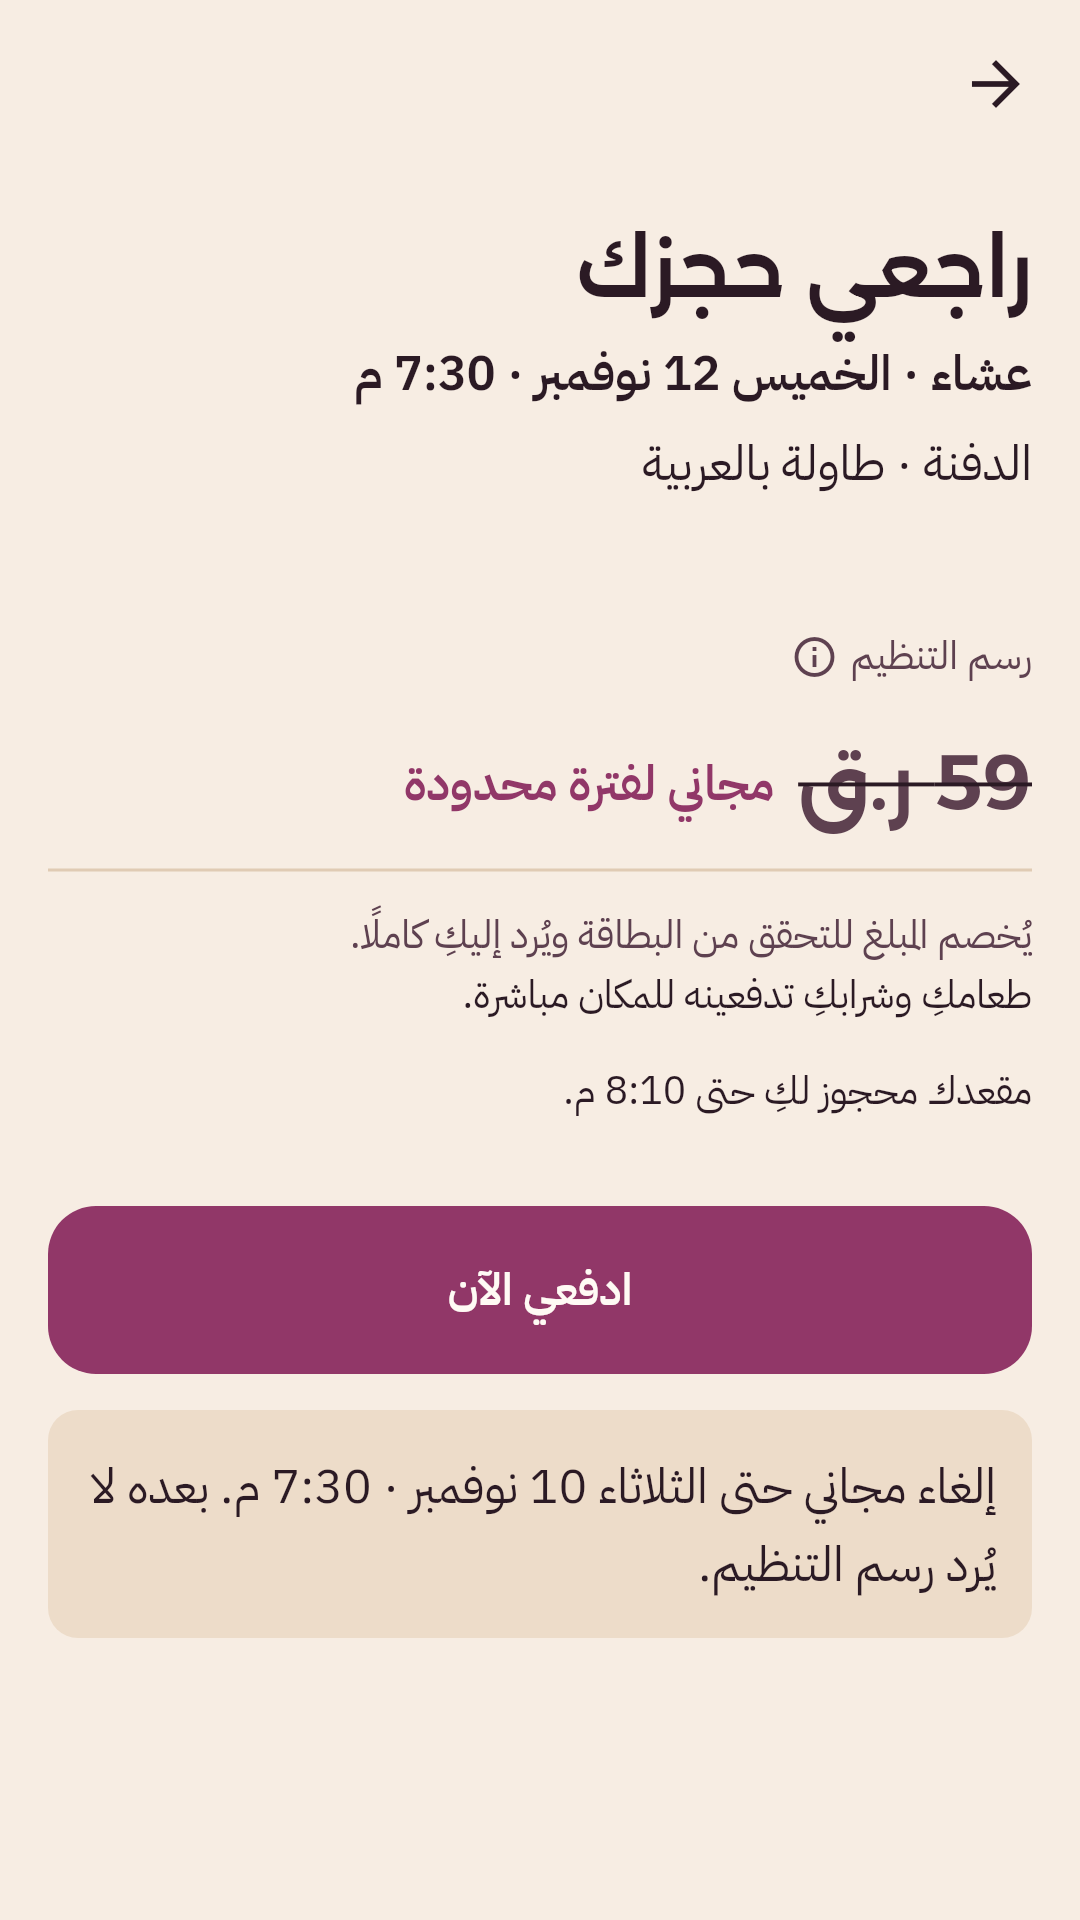 راجعي حجزك
عشاء · الخميس 12 نوفمبر · 7:30 م
الدفنة · طاولة بالعربية
رسم التنظيم
59 ر.ق مجاني لفترة محدودة
يُخصم المبلغ للتحقق من البطاقة ويُرد إليكِ كاملًا.
طعامكِ وشرابكِ تدفعينه للمكان مباشرة.
مقعدك محجوز لكِ حتى 8:10 م.
ادفعي الآن
إلغاء مجاني حتى الثلاثاء 10 نوفمبر · 7:30 م. بعده لا
يُرد رسم التنظيم.